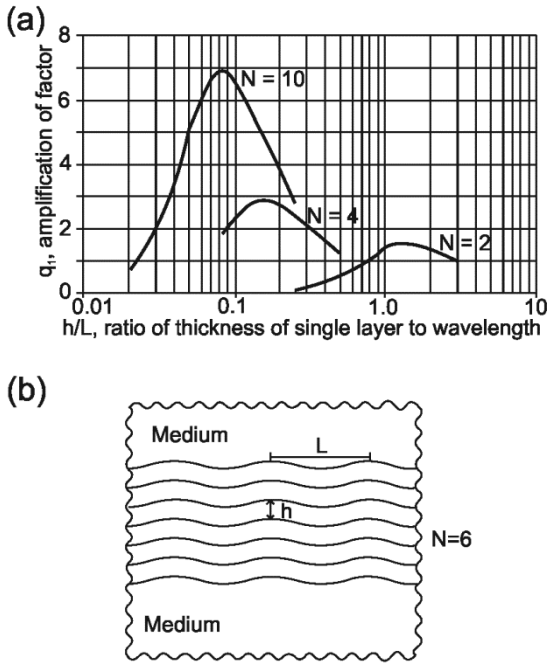 (a)
8
6
4
2
0
q₁, amplification of factor
N = 10
N = 4
N = 2
0.01
0.1
1.0
10
h/L, ratio of thickness of single layer to wavelength
(b)
Medium
L
h
N=6
Medium